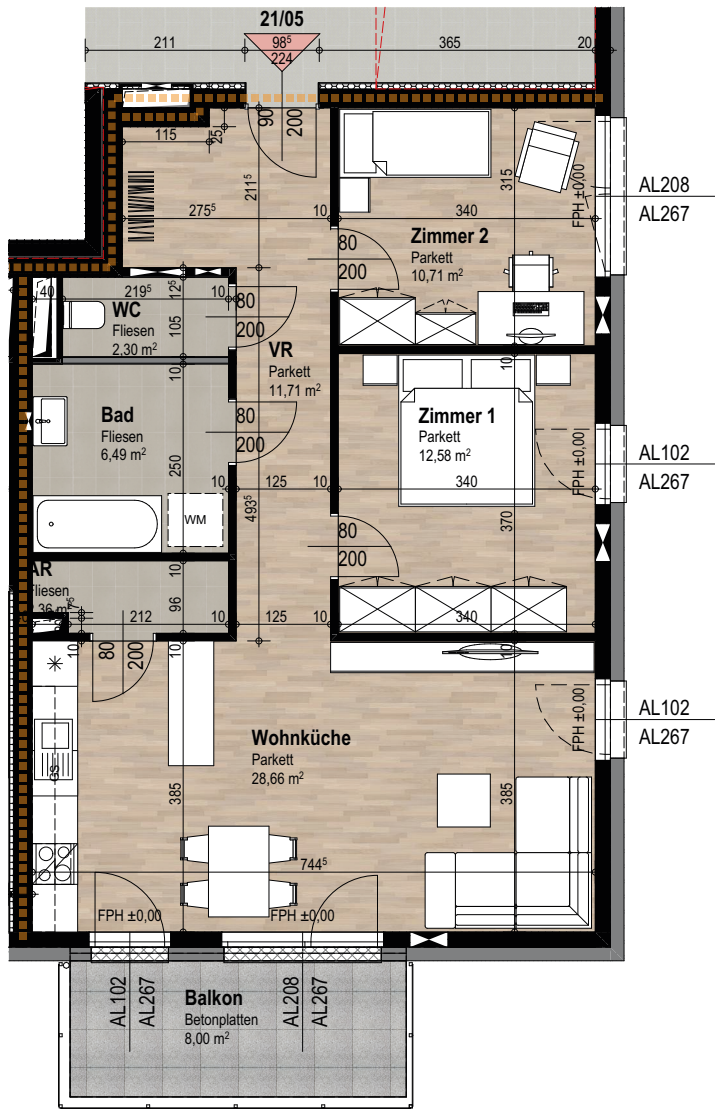 21/05
211
98⁵
224
365
20
90
200
25
115
211⁵
275⁵
10
340
315
FPH ±0,00
AL208
AL267
Zimmer 2
Parkett
10,71 m²
80
200
40
219⁵
12⁵
10
80
200
WC
Fliesen
2,30 m²
105
VR
Parkett
11,71 m²
10
10
Bad
Fliesen
6,49 m²
80
200
Zimmer 1
Parkett
12,58 m²
FPH ±0,00
AL102
AL267
250
10
125
10
340
493⁵
WM
370
80
200
AR
Fliesen
10
96
212
10
125
10
340
80
200
10
10
FPH ±0,00
AL102
AL267
Wohnküche
Parkett
28,66 m²
GS
385
385
744⁵
FPH ±0,00
FPH ±0,00
AL102
AL267
Balkon
Betonplatten
8,00 m²
AL208
AL267